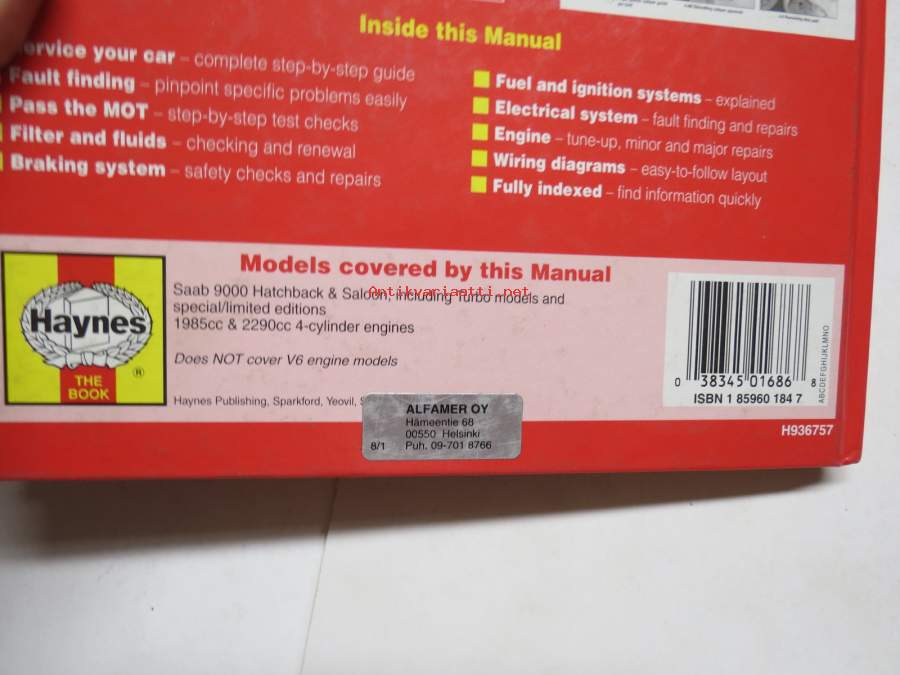 Inside this Manual
ervice your car – complete step-by-step guide
Fault finding – pinpoint specific problems easily
Pass the MOT – step-by-step test checks
Filter and fluids – checking and renewal
Braking system – safety checks and repairs
Fuel and ignition systems – explained
Electrical system – fault finding and repairs
Engine – tune-up, minor and major repairs
Wiring diagrams – easy-to-follow layout
Fully indexed – find information quickly
Haynes
®
THE
BOOK
Models covered by this Manual
Saab 9000 Hatchback & Saloon, including Turbo models and
special/limited editions
1985cc & 2290cc 4-cylinder engines
Does NOT cover V6 engine models
Haynes Publishing, Sparkford, Yeovil, S
Antikvariaatti.net
ALFAMER OY
Hämeentie 68
00550 Helsinki
8/1 Puh. 09-701 8766
0 38345 01686 8
ISBN 1 85960 184 7
ABCDEFGHIJKLMNO
H936757